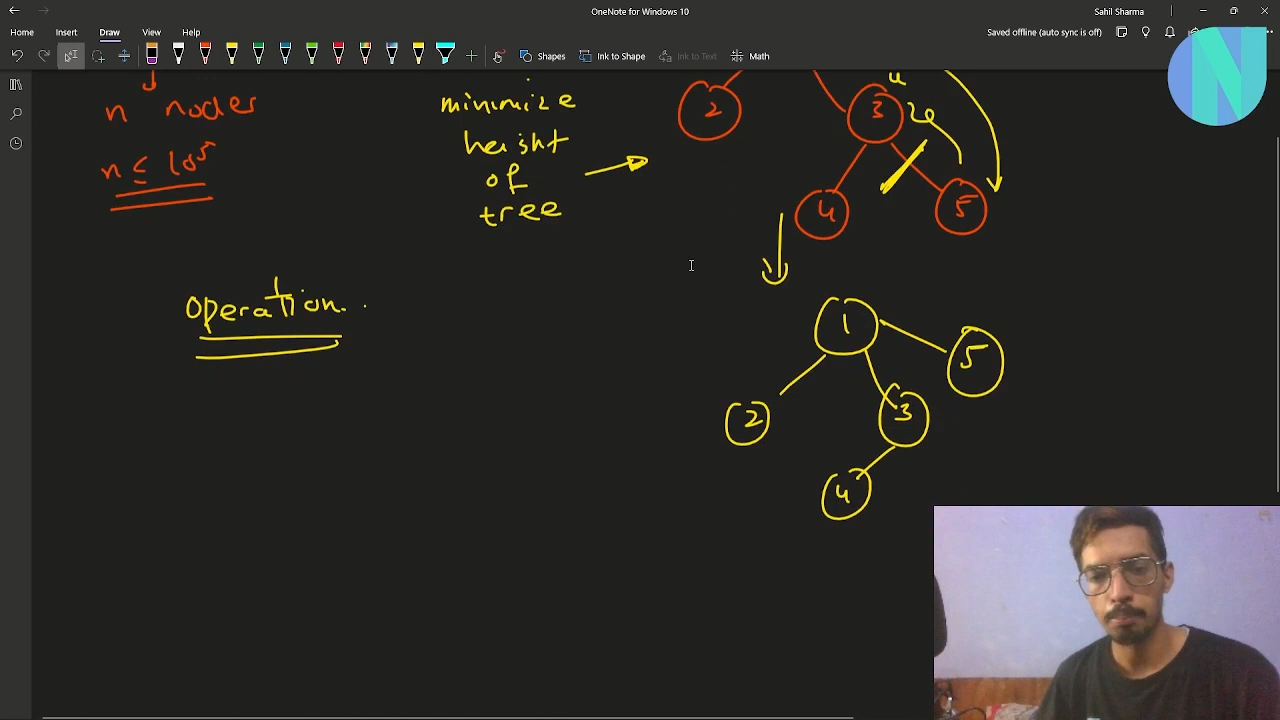 OneNote for Windows 10
Sahil Sharma
Home Insert Draw View Help
Saved offline (auto sync is off)
Shapes Ink to Shape Ink to Text Math
n nodes
n ≤ 10^5
minimize
height
of
tree
2
3
4
5
operation.
1
5
2
3
4
N